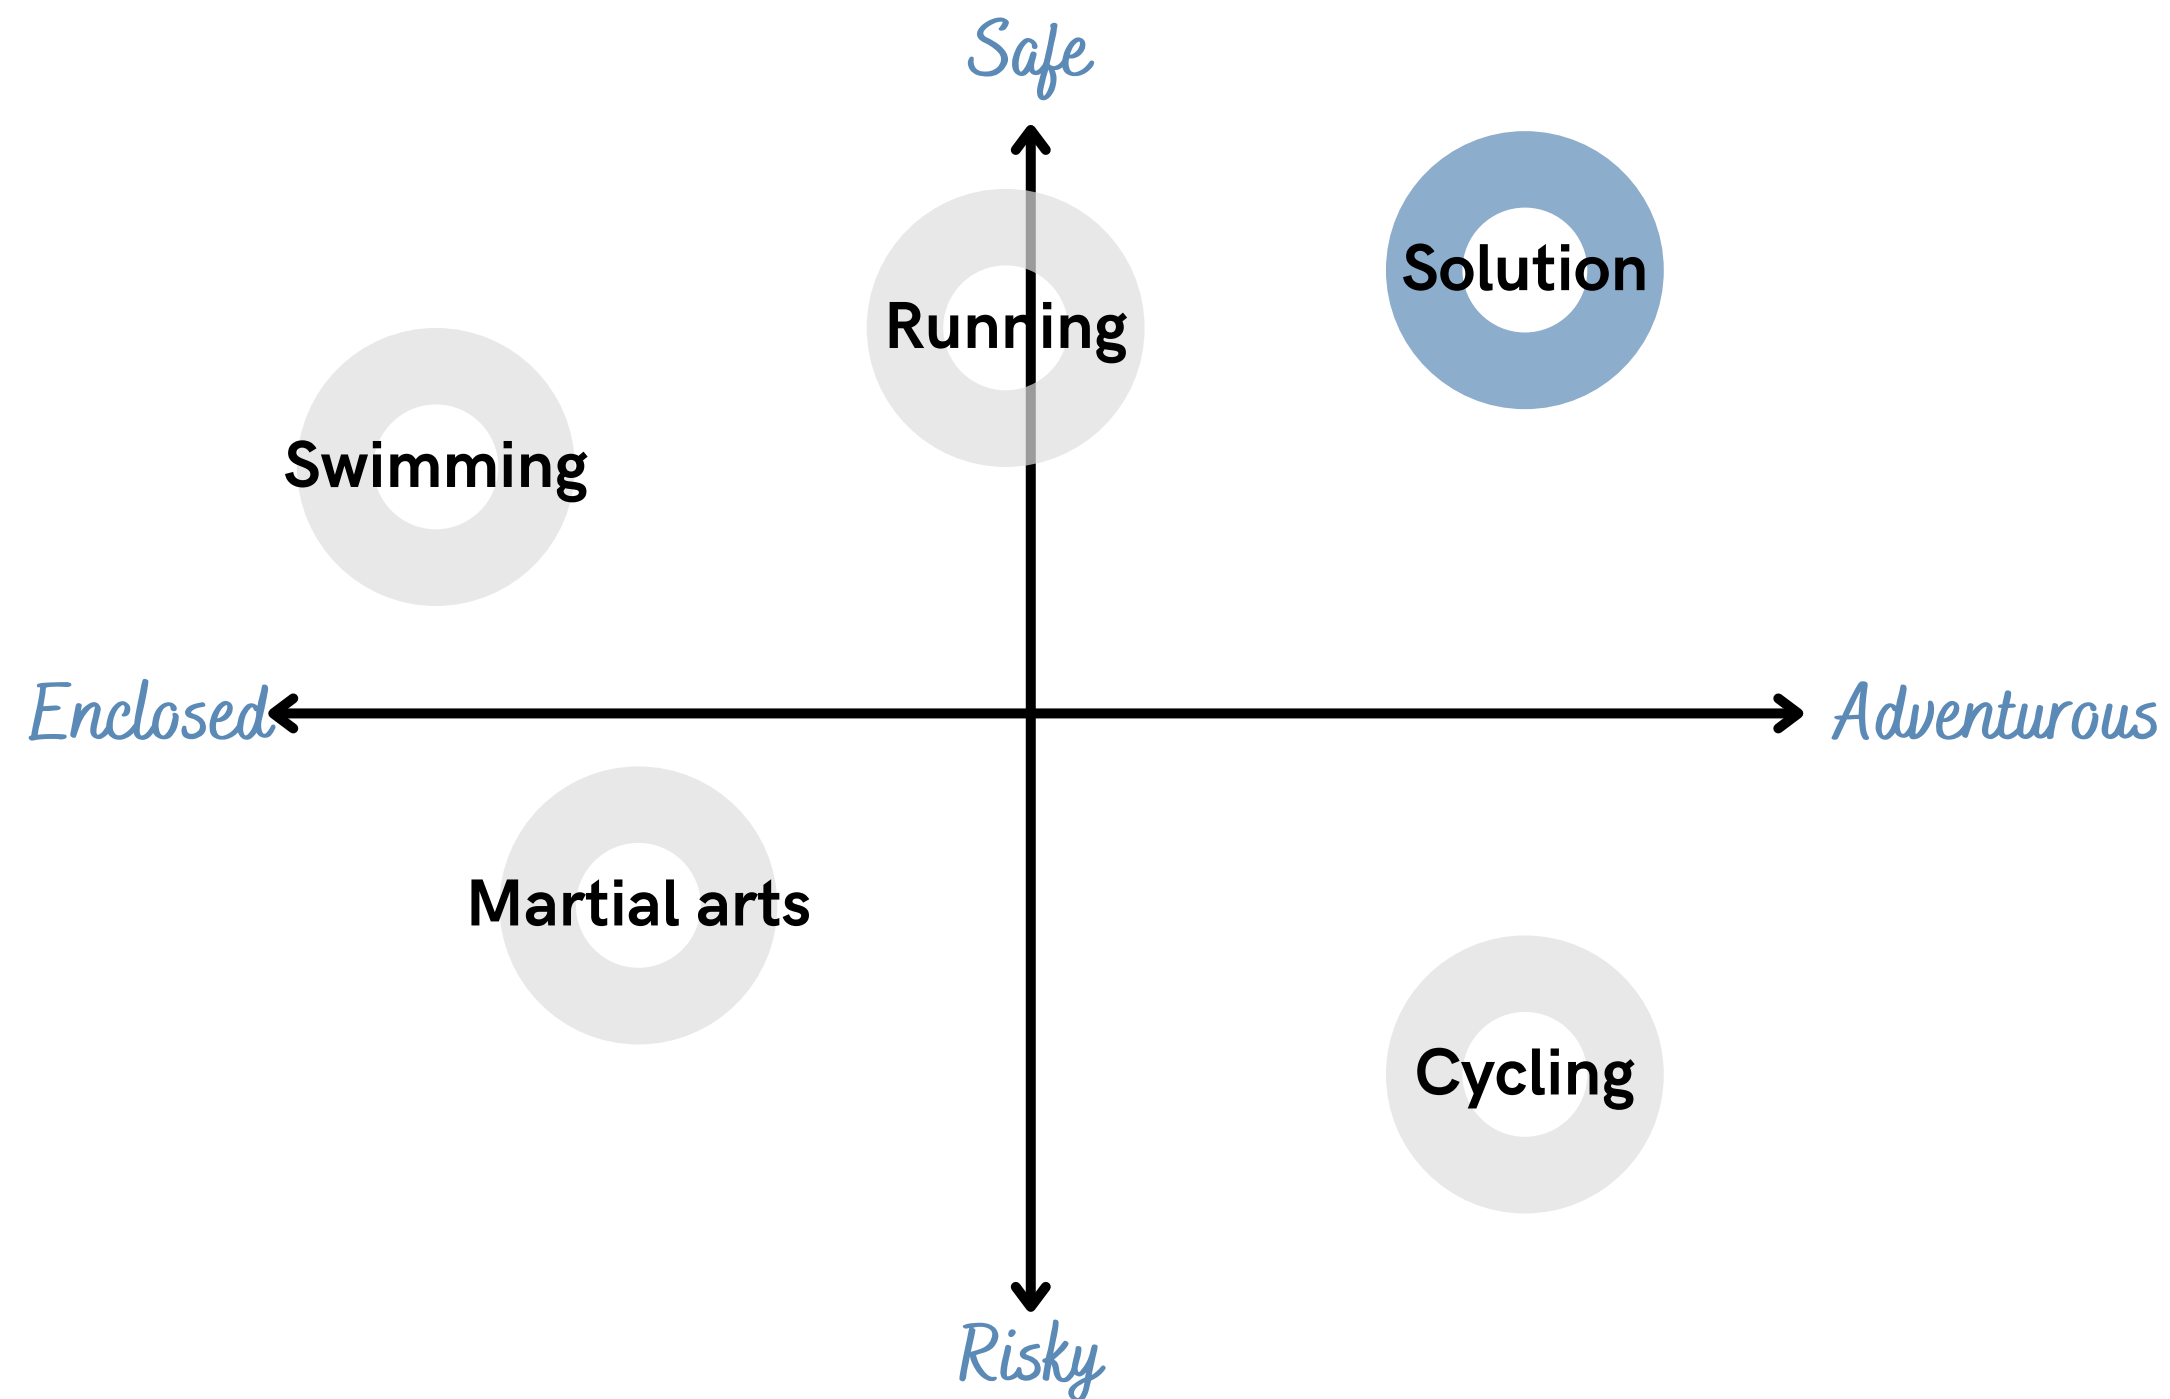 Safe
Solution
Running
Swimming
Enclosed
Adventurous
Martial arts
Cycling
Risky